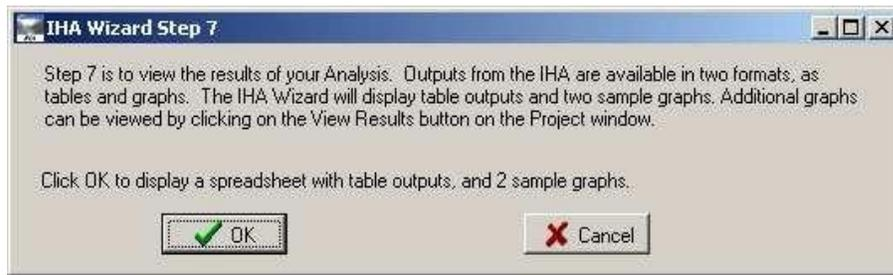 IHA Wizard Step 7
Step 7 is to view the results of your Analysis.  Outputs from the IHA are available in two formats, as
tables and graphs.  The IHA Wizard will display table outputs and two sample graphs. Additional graphs
can be viewed by clicking on the View Results button on the Project window.
Click OK to display a spreadsheet with table outputs, and 2 sample graphs.
OK
Cancel